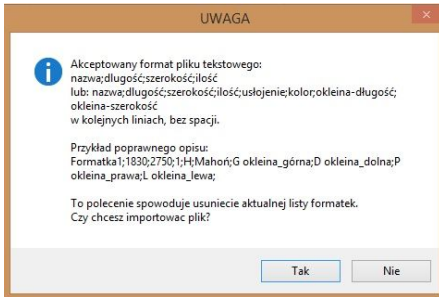 UWAGA
Akceptowany format pliku tekstowego:
nazwa;dlugość;szerokość;ilość
lub: nazwa;dlugość;szerokość;ilość;usłojenie;kolor;okleina-długość;
okleina-szerokość
w kolejnych liniach, bez spacji.
Przykład poprawnego opisu:
Formatka1;1830;2750;1;H;Mahoń;G okleina_górna;D okleina_dolna;P
okleina_prawa;L okleina_lewa;
To polecenie spowoduje usuniecie aktualnej listy formatek.
Czy chcesz importowac plik?
Tak
Nie